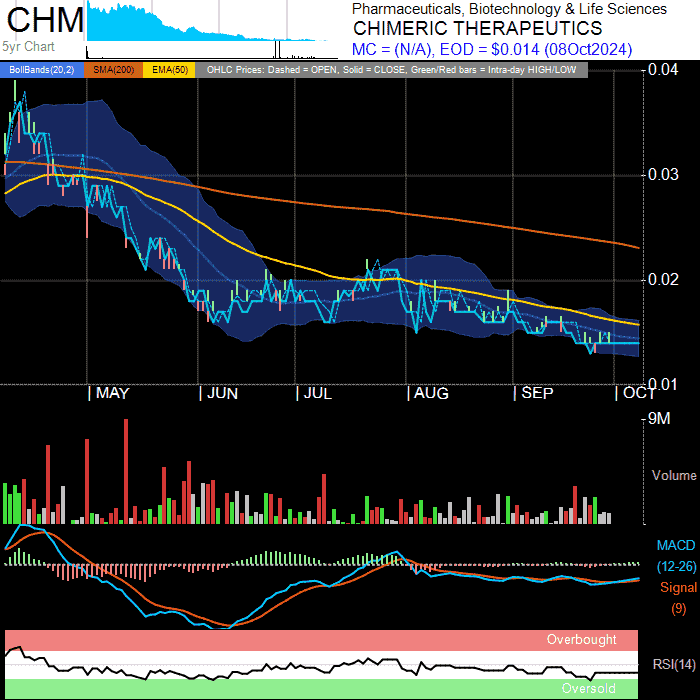 CHM
Pharmaceuticals, Biotechnology & Life Sciences
CHIMERIC THERAPEUTICS
5yr Chart
MC = (N/A), EOD = $0.014 (08Oct2024)
BollBands(20,2) SMA(200) EMA(50) OHLC Prices: Dashed = OPEN, Solid = CLOSE, Green/Red bars = Intra-day HIGH/LOW
0.04
0.03
0.02
0.01
MAY JUN JUL AUG SEP OCT
9M
Volume
MACD
(12-26)
Signal
(9)
Overbought
RSI(14)
Oversold